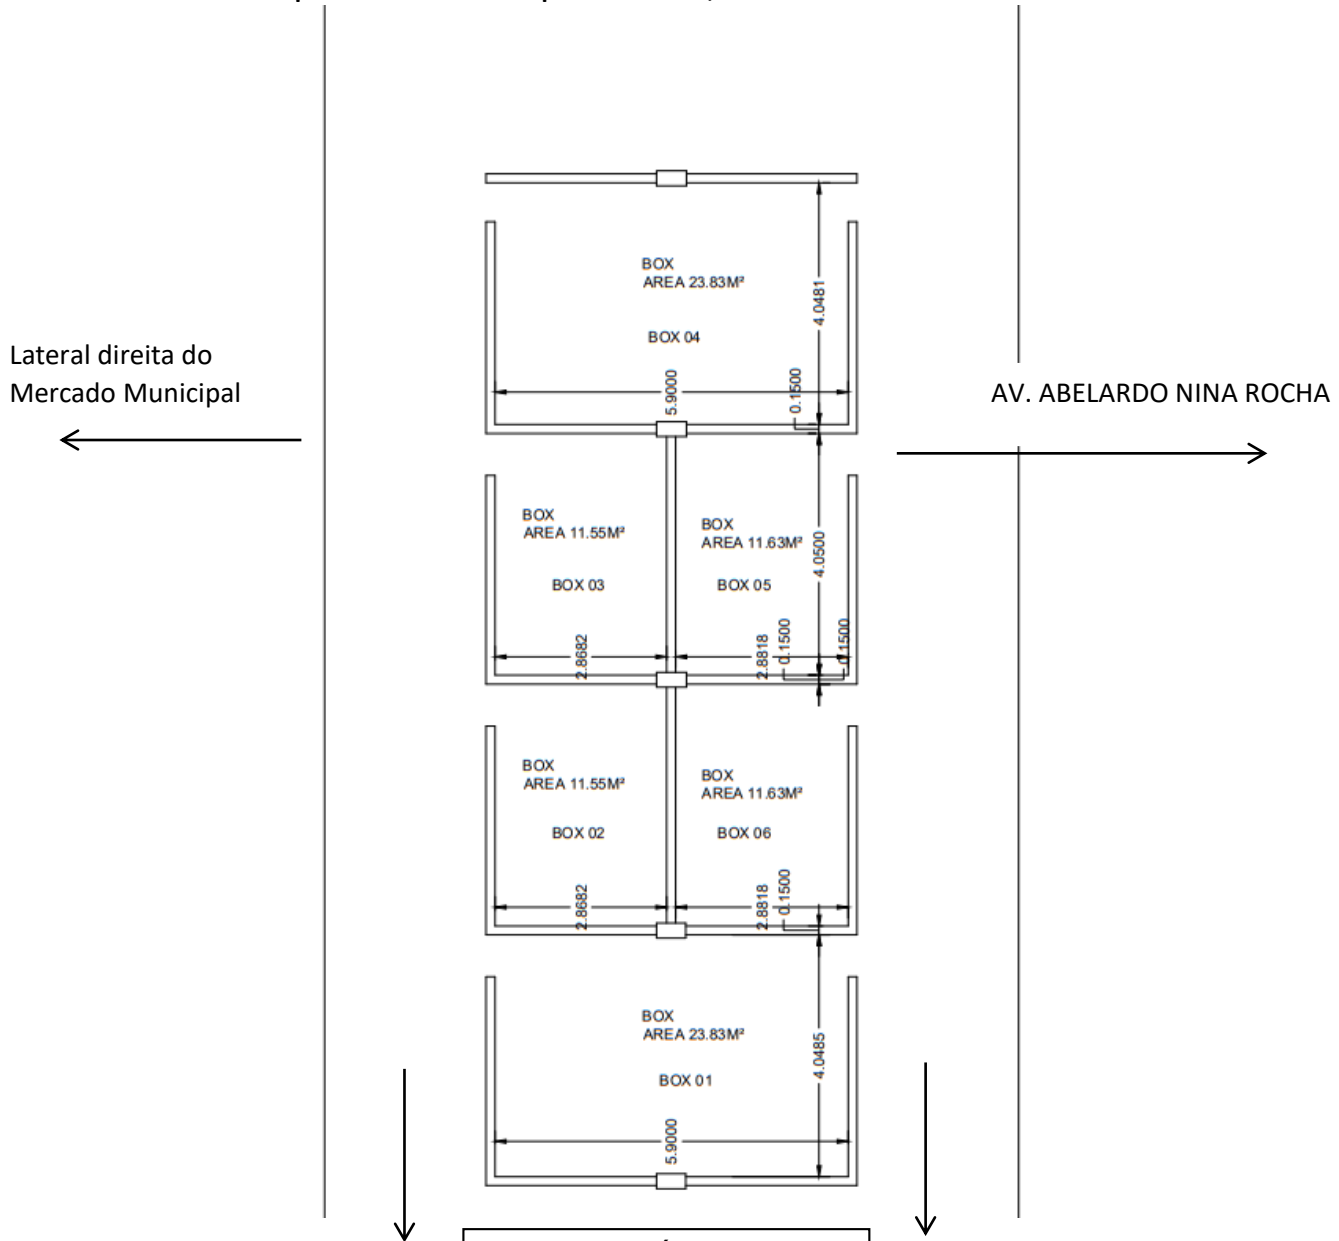 BOX
AREA 23.83M²
BOX 04
4.0481
5.9000
0.1500
Lateral direita do
Mercado Municipal
AV. ABELARDO NINA ROCHA
BOX
AREA 11.55M²
BOX 03
BOX
AREA 11.63M²
BOX 05
4.0500
2.8682
2.8818
0.1500
0.1500
BOX
AREA 11.55M²
BOX 02
BOX
AREA 11.63M²
BOX 06
2.8682
2.8818
0.1500
BOX
AREA 23.83M²
BOX 01
4.0485
5.9000